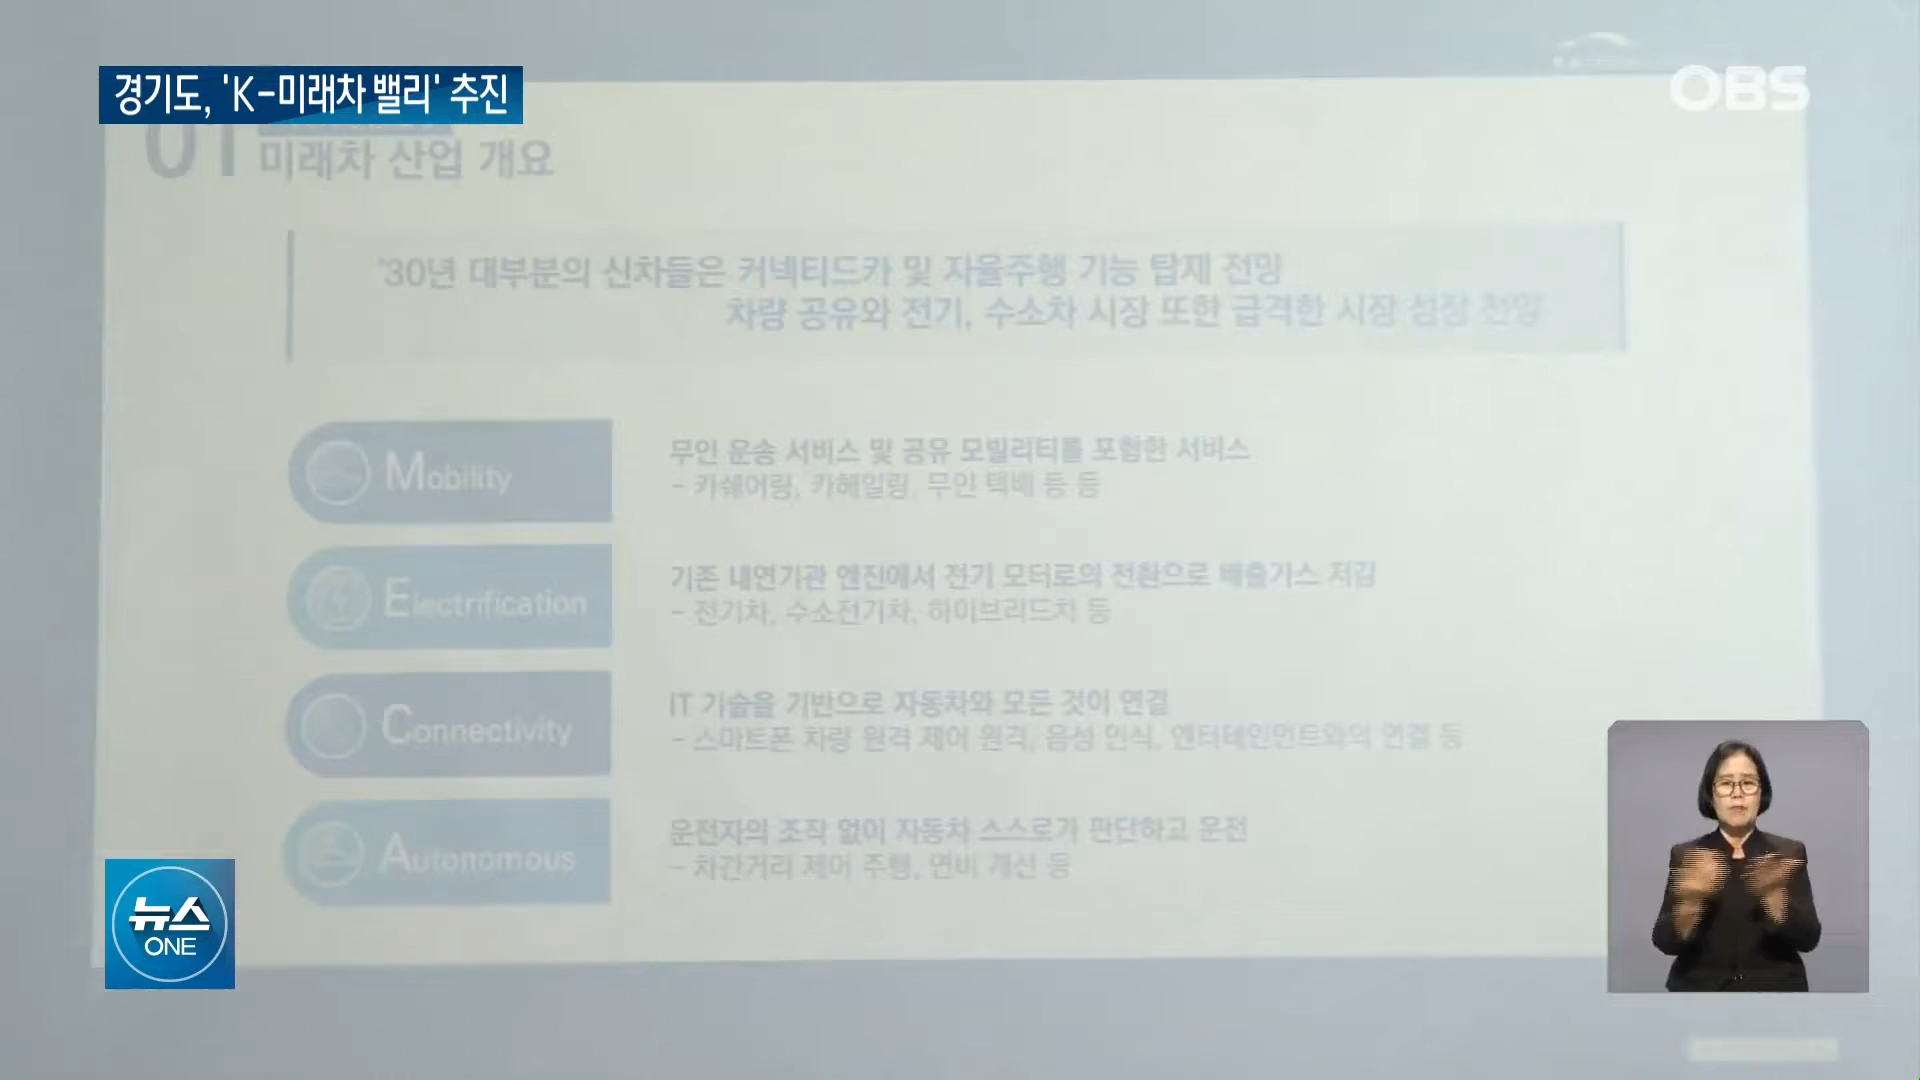 경기도, 'K-미래차 밸리' 추진
OBS
01
미래차 산업 개요
'30년 대부분의 신차들은 커넥티드카 및 자율주행 기능 탑재 전망
차량 공유와 전기, 수소차 시장 또한 급격한 시장 성장 전망
Mobility
무인 운송 서비스 및 공유 모빌리티를 포함한 서비스
- 카쉐어링, 카헤일링, 무인 택배 등 등
Electrification
기존 내연기관 엔진에서 전기 모터로의 전환으로 배출가스 저감
- 전기차, 수소전기차, 하이브리드차 등
Connectivity
IT 기술을 기반으로 자동차와 모든 것이 연결
- 스마트폰 차량 원격 제어 원격, 음성 인식, 엔터테인먼트와의 연결 등
Autonomous
운전자의 조작 없이 자동차 스스로가 판단하고 운전
- 차간거리 제어 주행, 연비 개선 등
뉴스
ONE